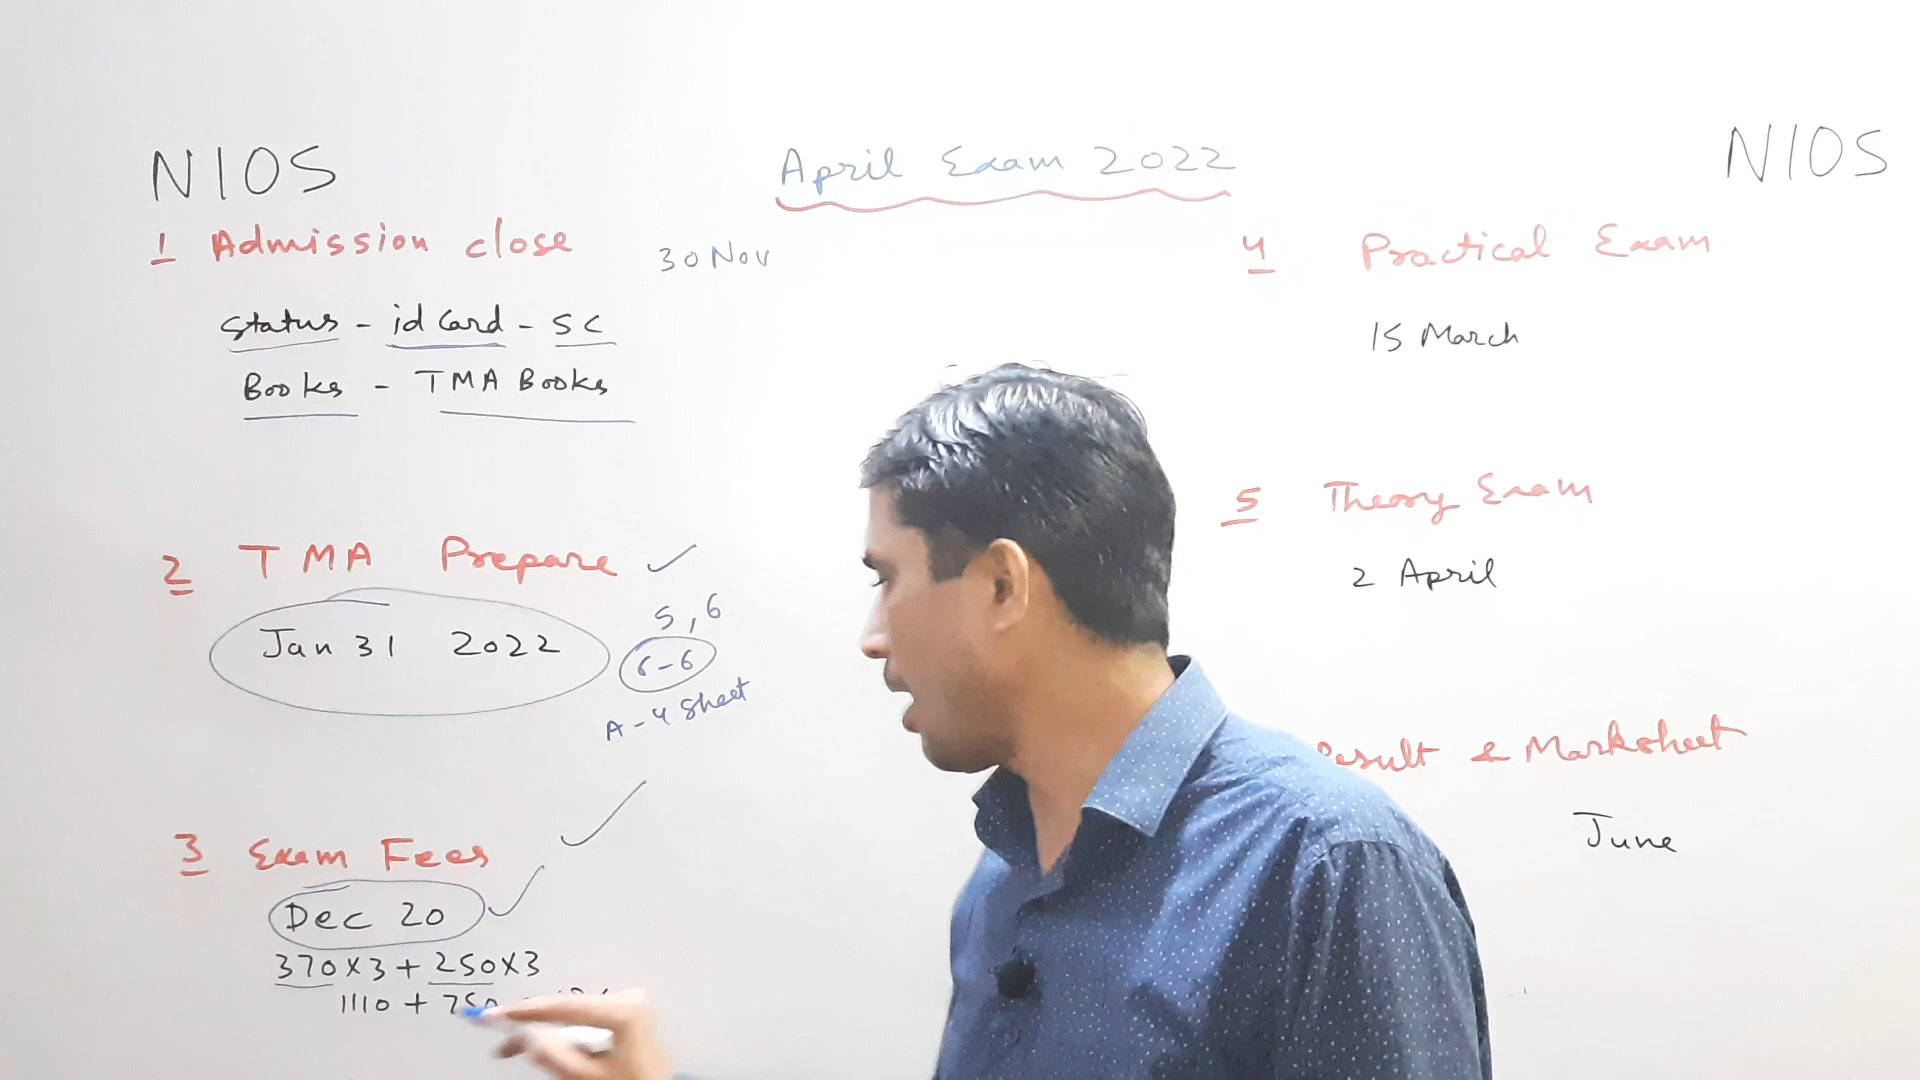 NIOS
April Exam 2022
NIOS
1 Admission close 30 Nov
Status - id Card - SC
Books - TMA Books
2 TMA Prepare
Jan 31 2022
5, 6
6-6
A-4 Sheet
3 Exam Fees
Dec 20
370x3+250x3
1110 + 750
4 Practical Exam
15 March
5 Theory Exam
2 April
& Marksheet
June